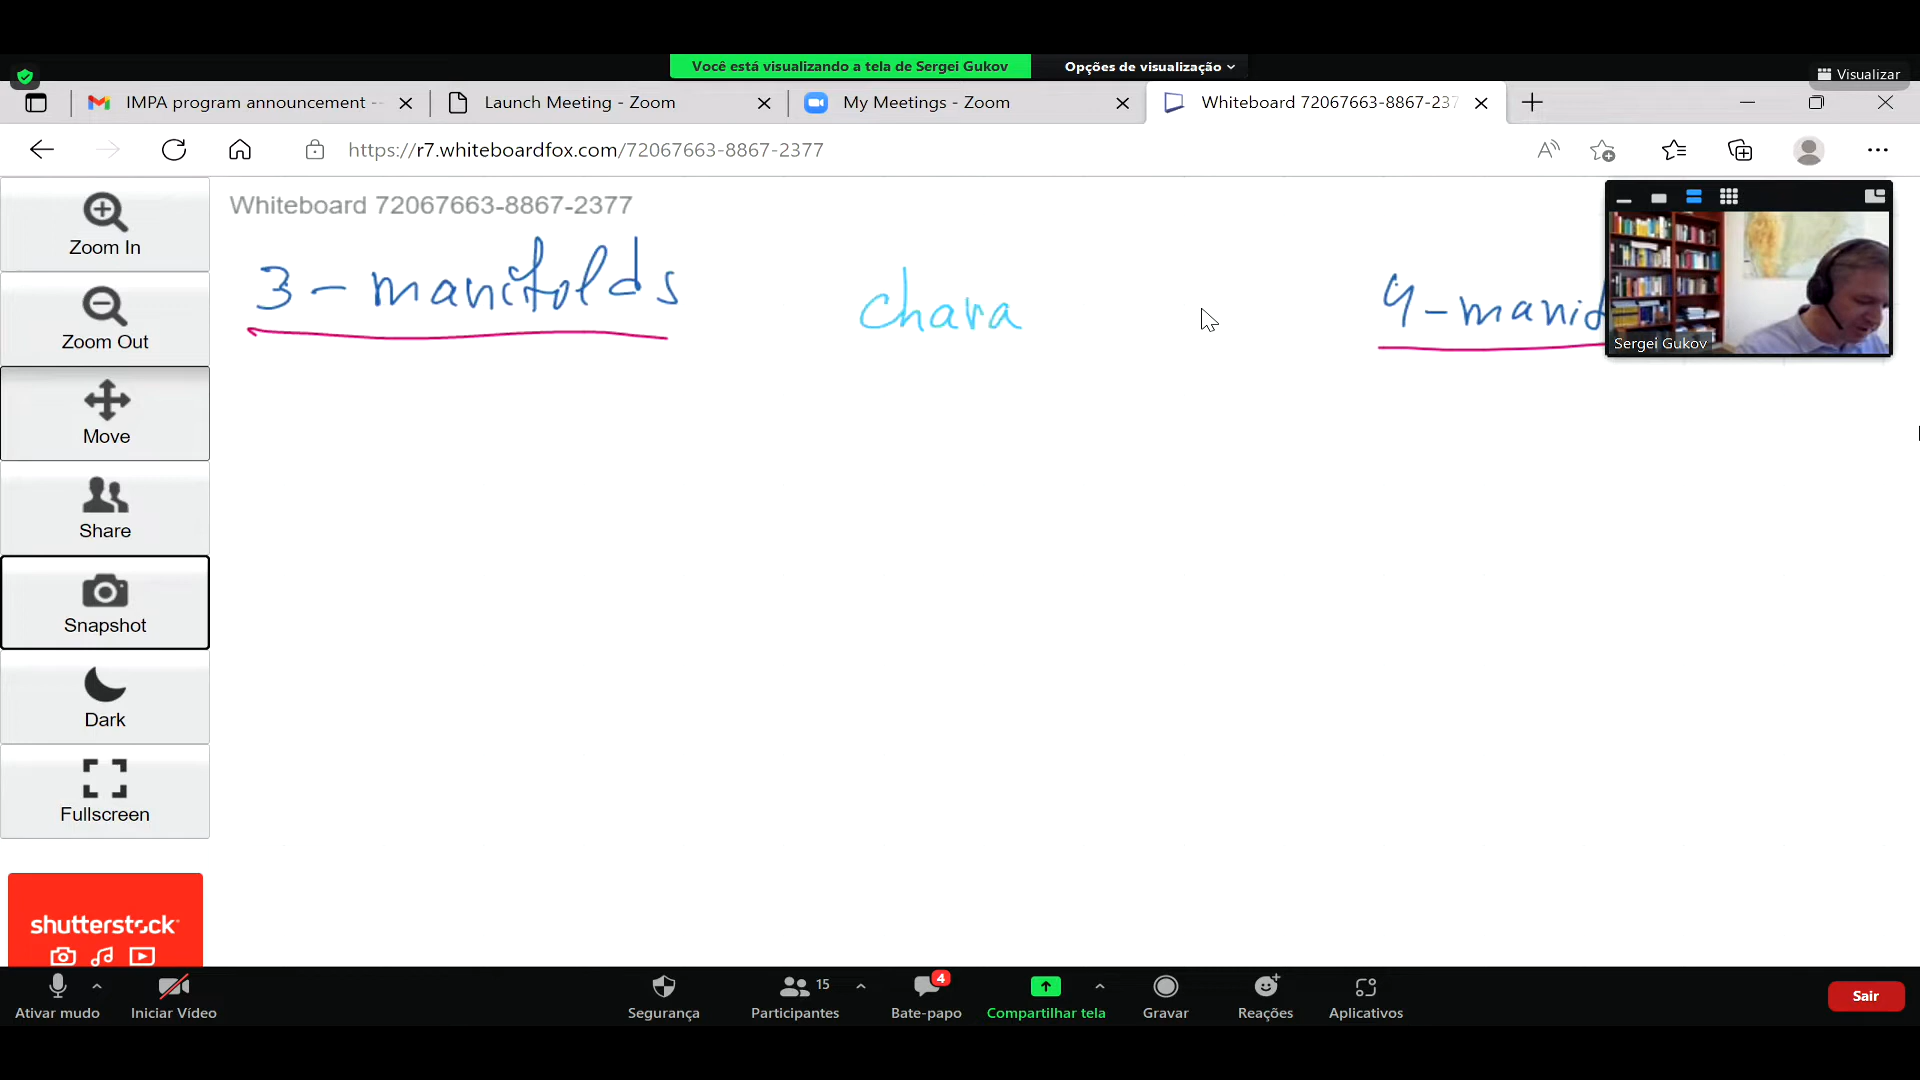 Você está visualizando a tela de Sergei Gukov
Opções de visualização
Visualizar
IMPA program announcement -
Launch Meeting - Zoom
My Meetings - Zoom
Whiteboard 72067663-8867-237
https://r7.whiteboardfox.com/72067663-8867-2377
Whiteboard 72067663-8867-2377
Zoom In
Zoom Out
Move
Share
Snapshot
Dark
Fullscreen
3-manifolds
chara
4-manif
Sergei Gukov
shutterstock
Ativar mudo
Iniciar Vídeo
Segurança
15
Participantes
4
Bate-papo
Compartilhar tela
Gravar
Reações
Aplicativos
Sair